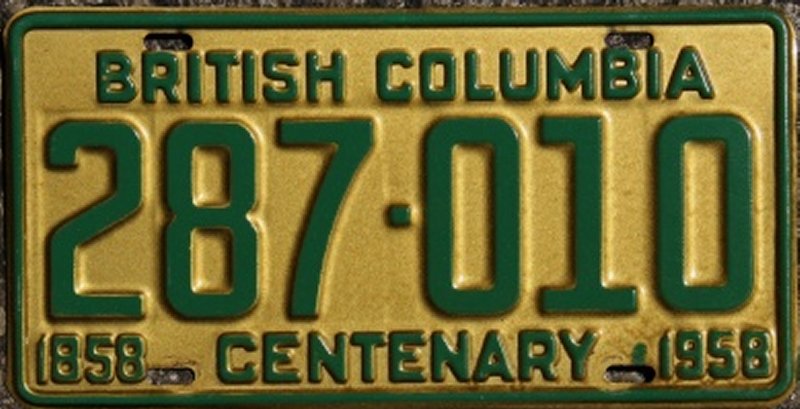 BRITISH COLUMBIA
287·010
1858 CENTENARY 1958